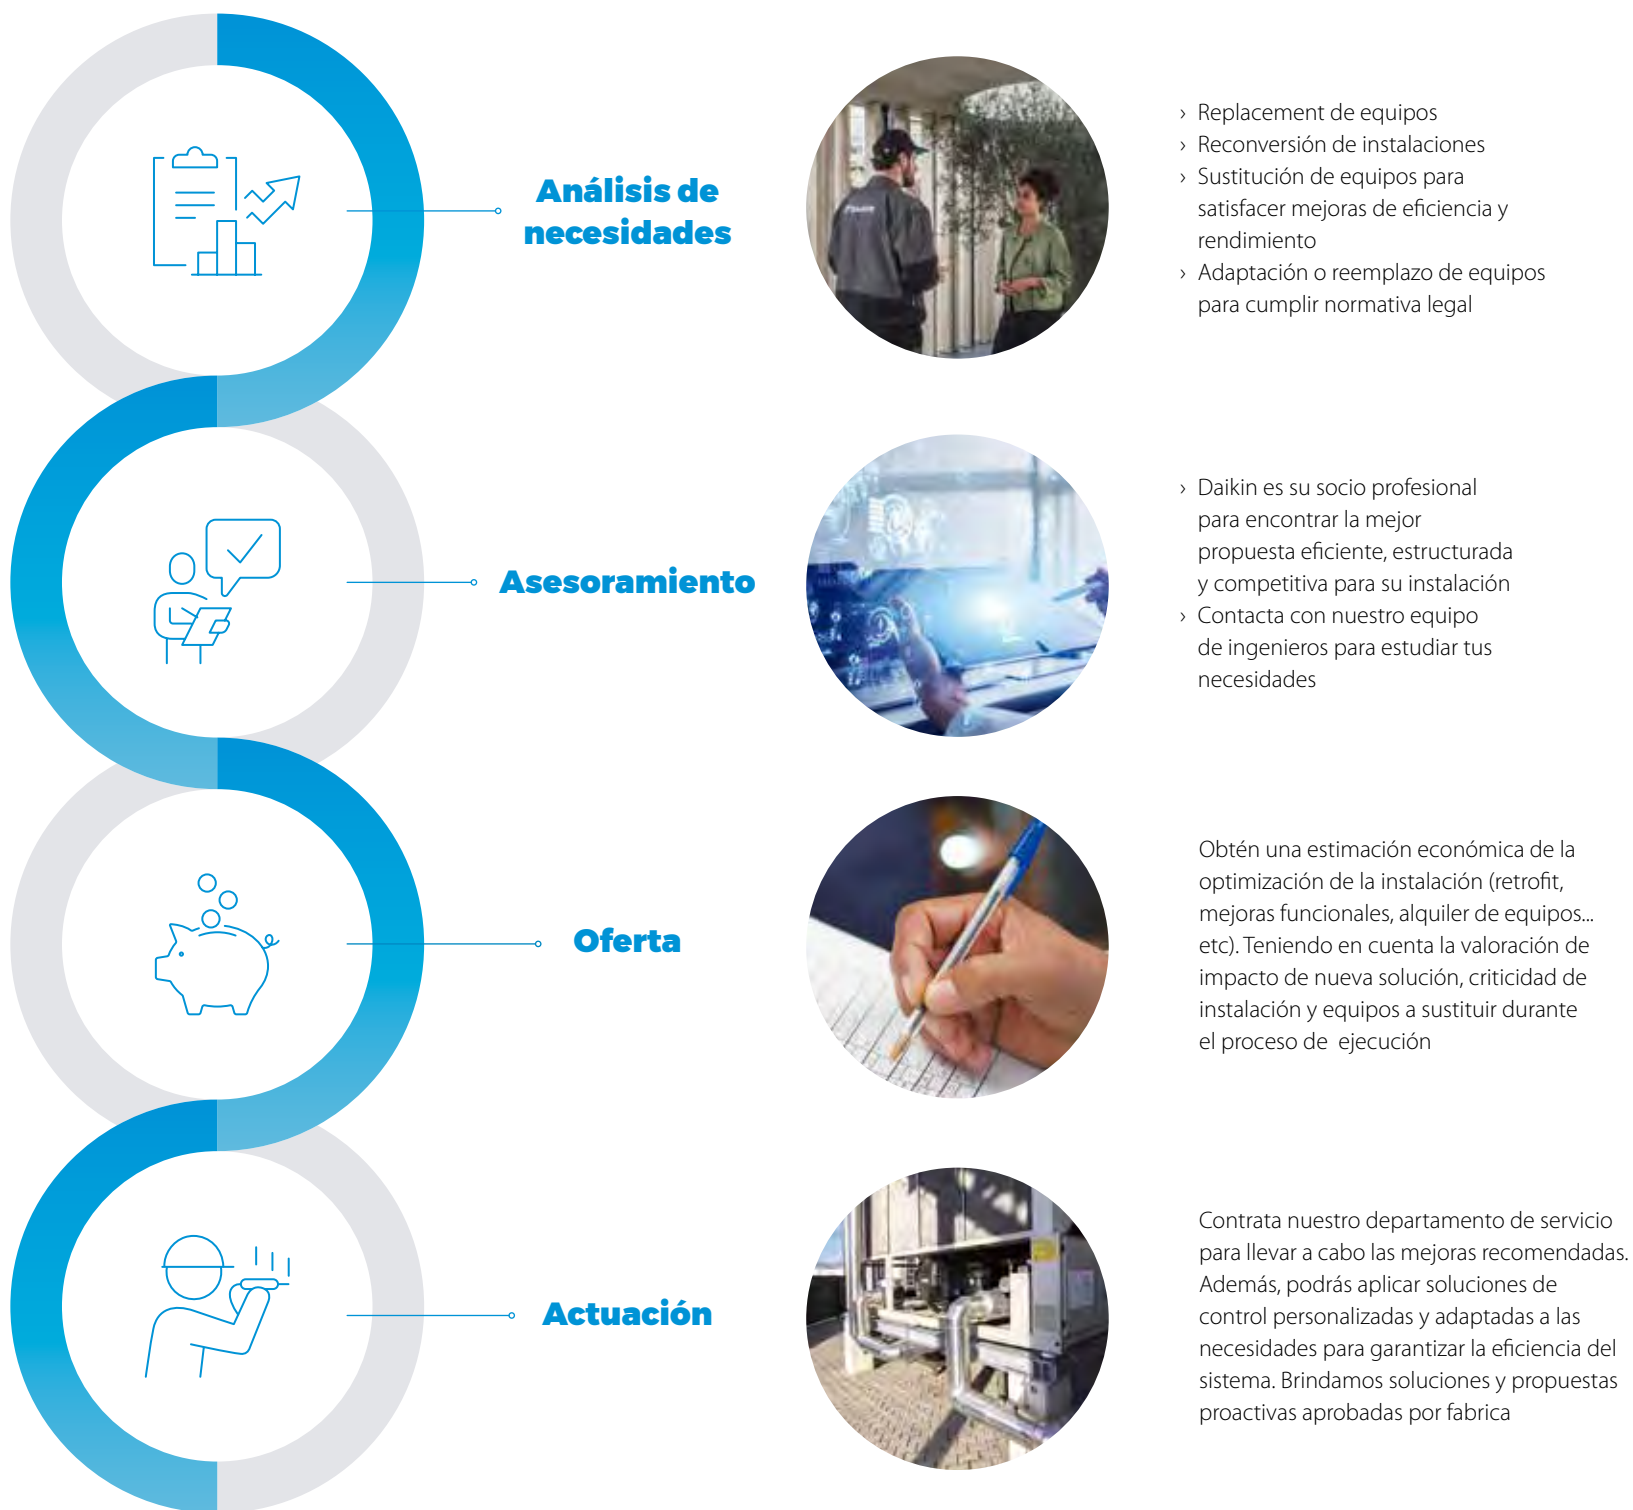 Análisis de
necesidades
› Replacement de equipos
› Reconversión de instalaciones
› Sustitución de equipos para
satisfacer mejoras de eficiencia y
rendimiento
› Adaptación o reemplazo de equipos
para cumplir normativa legal
Asesoramiento
› Daikin es su socio profesional
para encontrar la mejor
propuesta eficiente, estructurada
y competitiva para su instalación
› Contacta con nuestro equipo
de ingenieros para estudiar tus
necesidades
Oferta
Obtén una estimación económica de la
optimización de la instalación (retrofit,
mejoras funcionales, alquiler de equipos...
etc). Teniendo en cuenta la valoración de
impacto de nueva solución, criticidad de
instalación y equipos a sustituir durante
el proceso de ejecución
Actuación
Contrata nuestro departamento de servicio
para llevar a cabo las mejoras recomendadas.
Además, podrás aplicar soluciones de
control personalizadas y adaptadas a las
necesidades para garantizar la eficiencia del
sistema. Brindamos soluciones y propuestas
proactivas aprobadas por fabrica